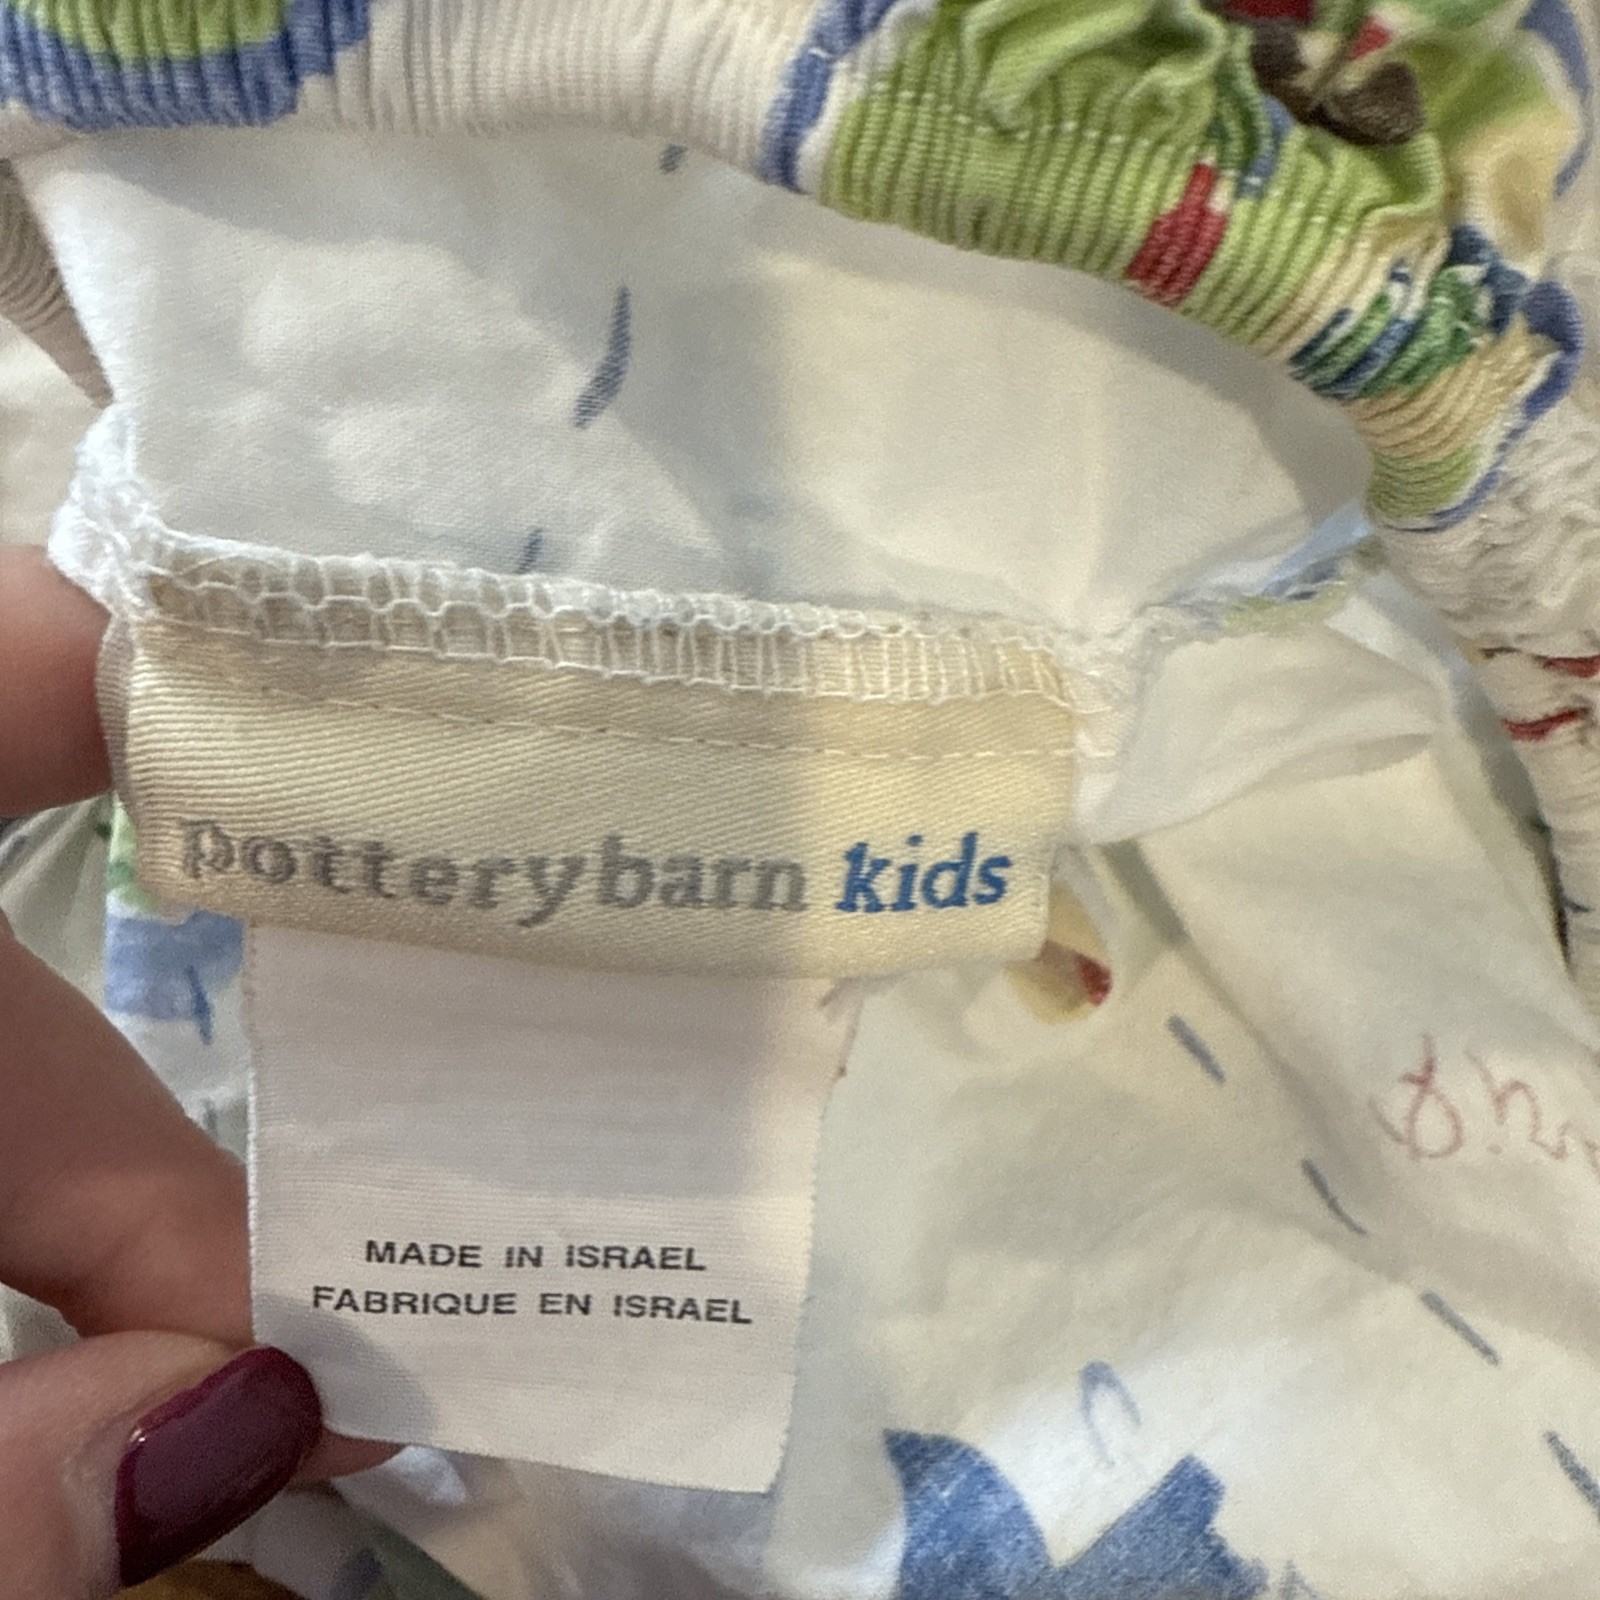 potterybarn kids
MADE IN ISRAEL
FABRIQUE EN ISRAEL